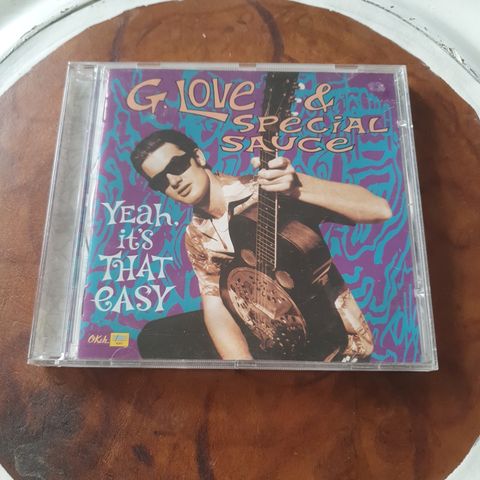 G LOVE &
SPECIAL
SAUCE
YEAH,
it's
THAT
eASY
OKeh